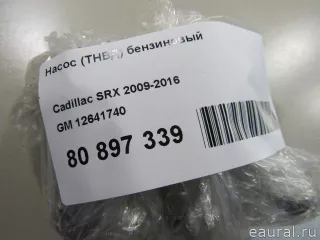 Насос (ТНВД) бензиновый
Cadillac SRX 2009-2016
GM 12641740
80 897 339
eaural.ru